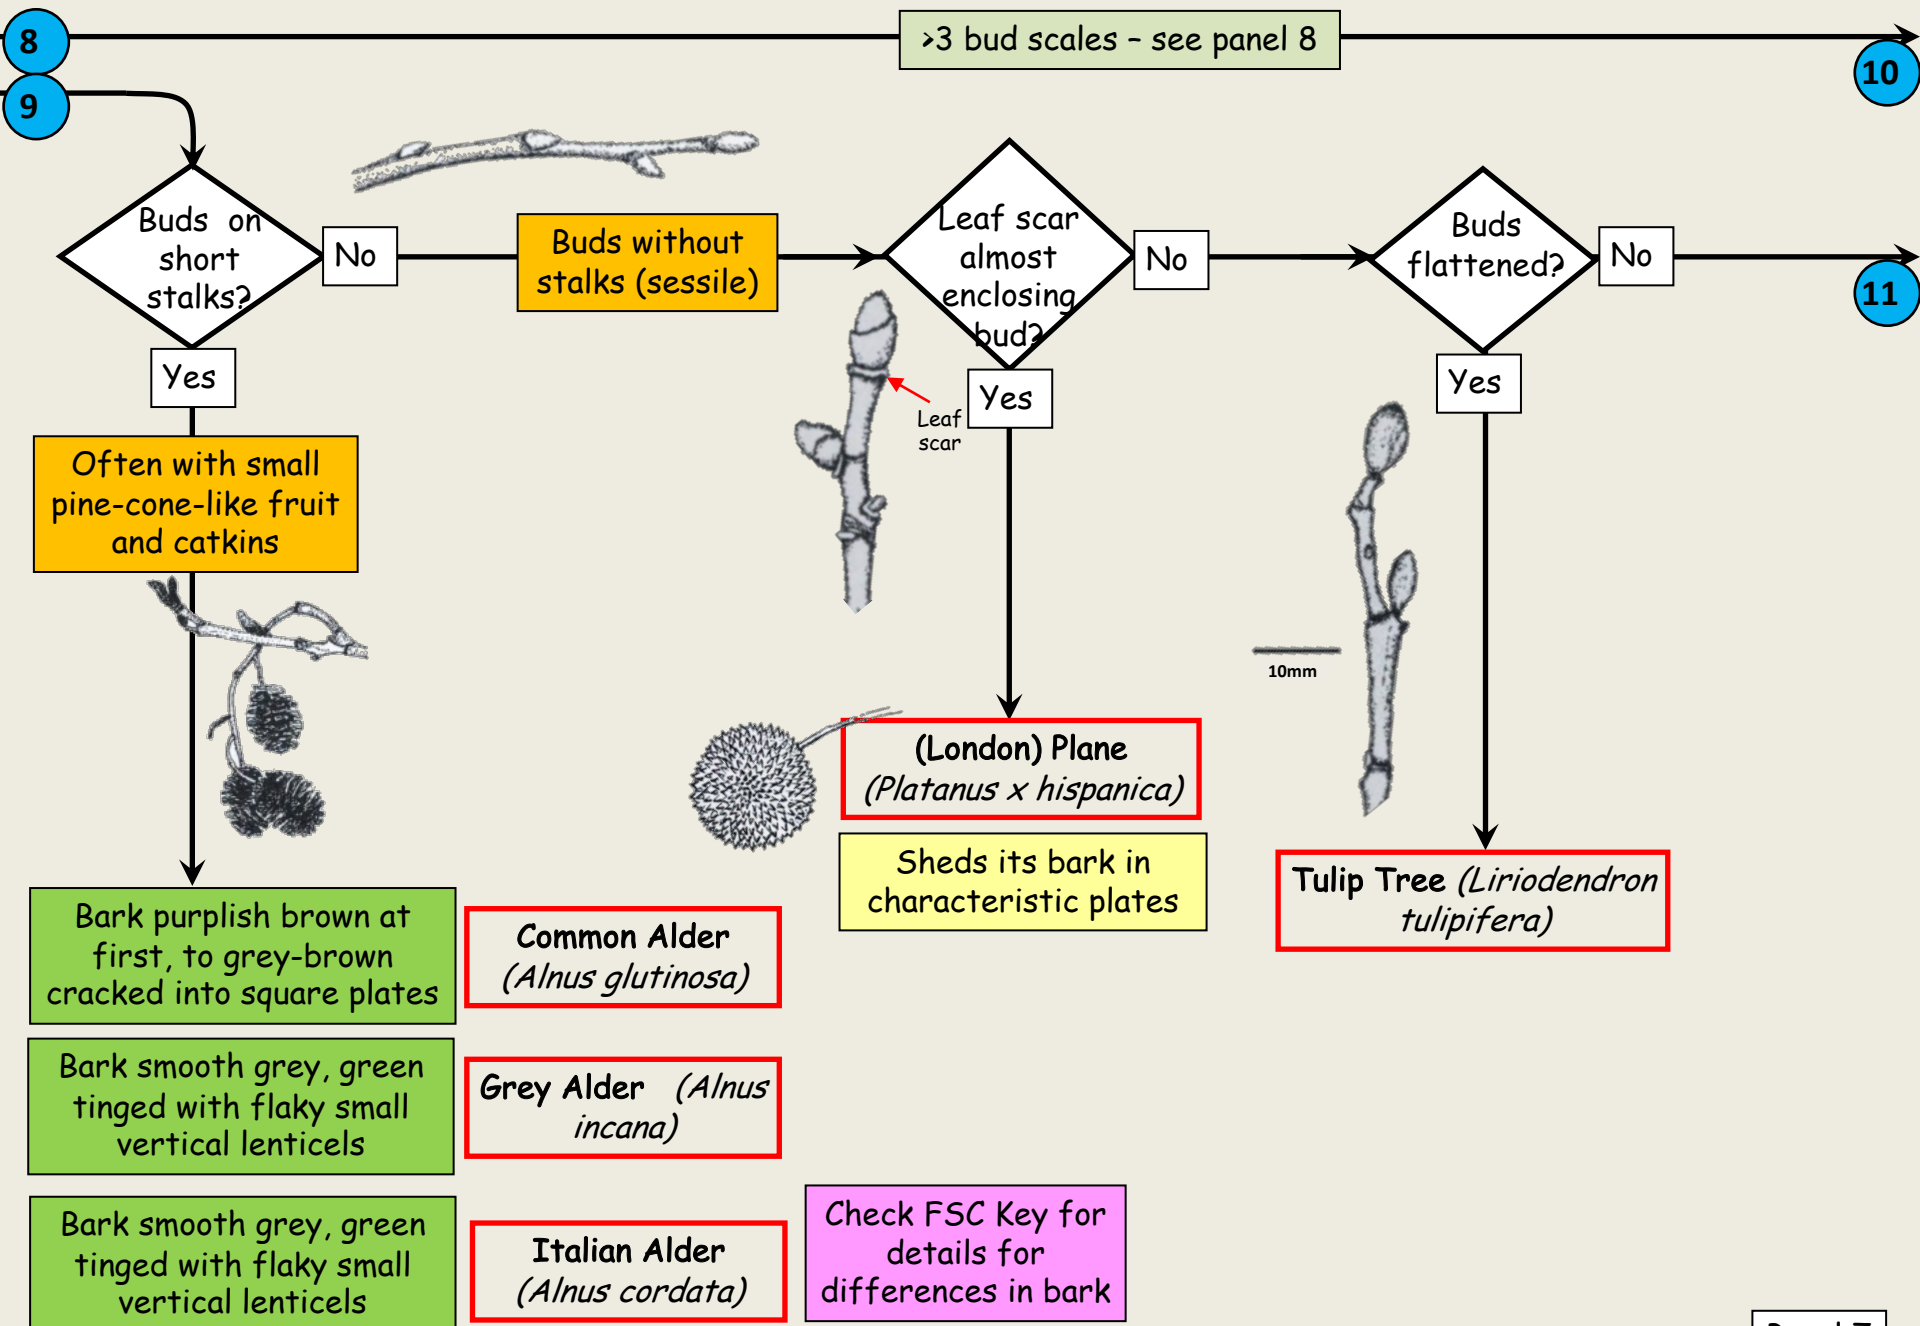 8
>3 bud scales – see panel 8
10
9
Buds on
short
stalks?
No
Buds without
stalks (sessile)
Leaf scar
almost
enclosing
bud?
No
Buds
flattened?
No
11
Yes
Leaf
scar
Yes
Yes
Often with small
pine-cone-like fruit
and catkins
10mm
(London) Plane
(Platanus x hispanica)
Sheds its bark in
characteristic plates
Tulip Tree (Liriodendron
tulipifera)
Bark purplish brown at
first, to grey-brown
cracked into square plates
Common Alder
(Alnus glutinosa)
Bark smooth grey, green
tinged with flaky small
vertical lenticels
Grey Alder (Alnus
incana)
Bark smooth grey, green
tinged with flaky small
vertical lenticels
Italian Alder
(Alnus cordata)
Check FSC Key for
details for
differences in bark